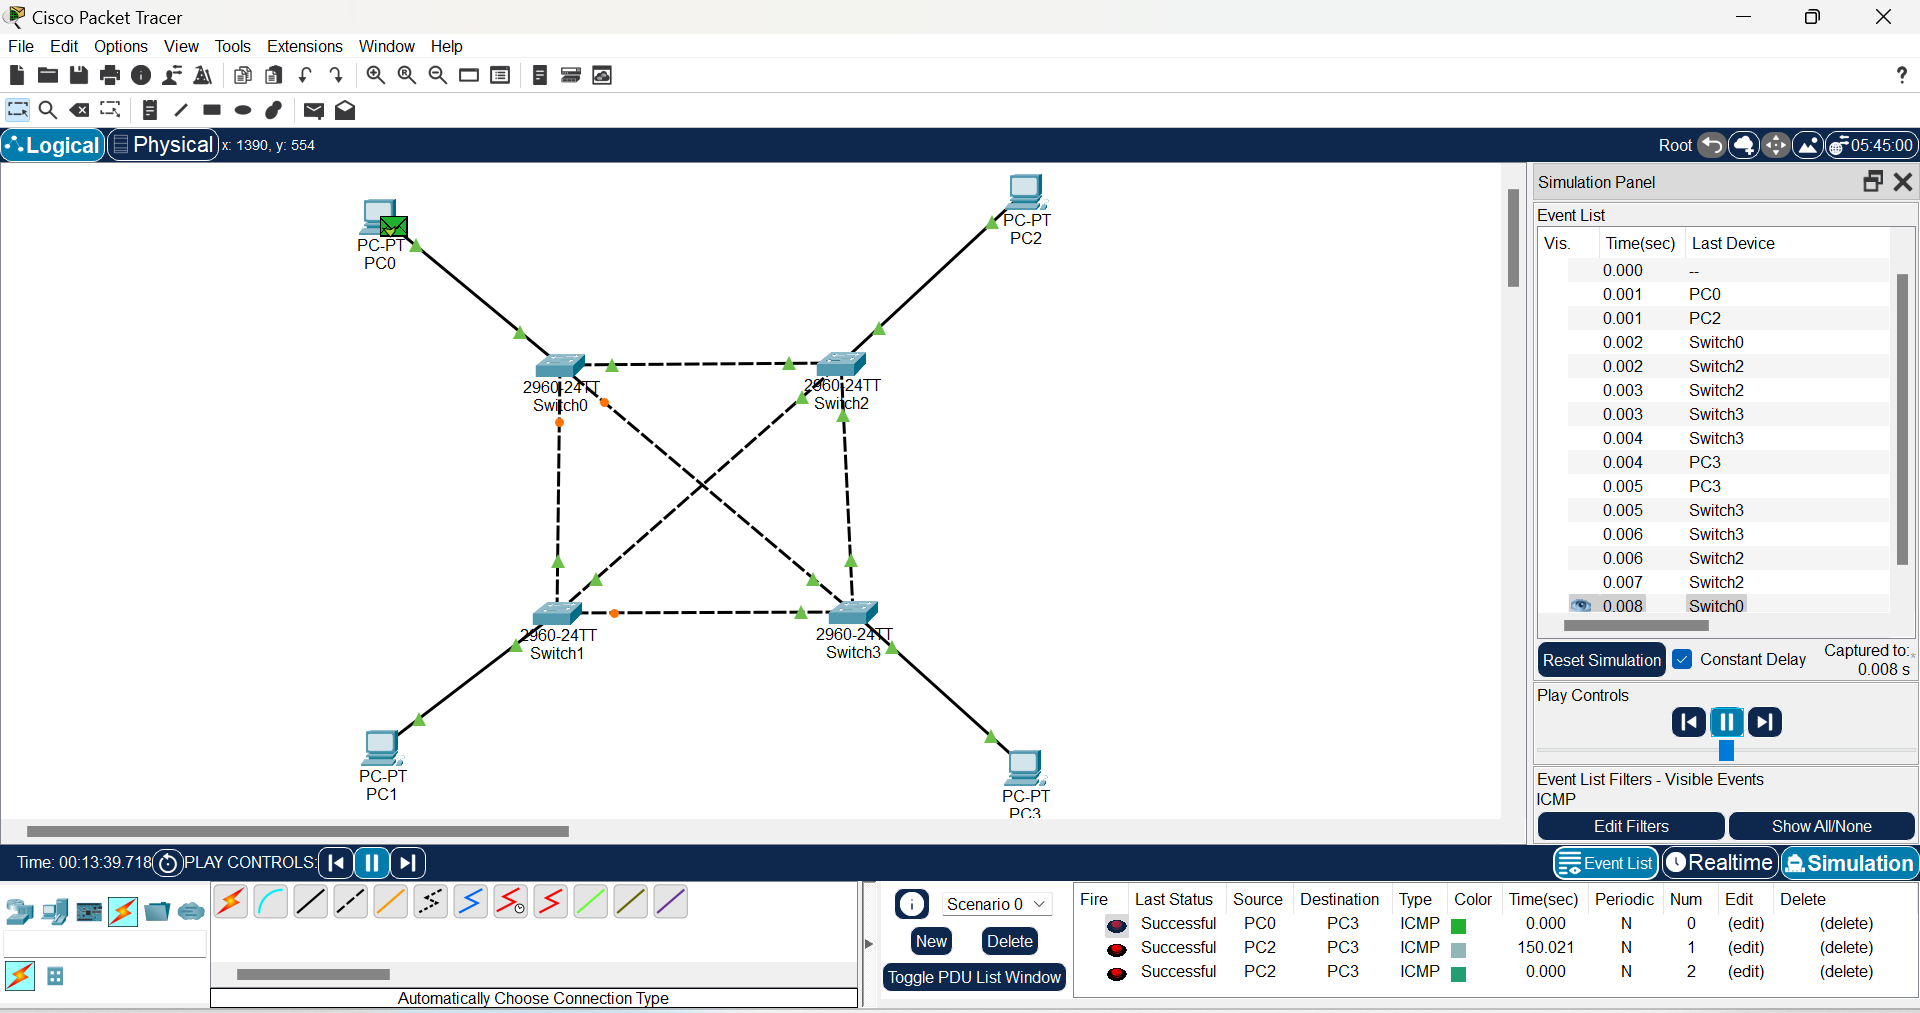 Cisco Packet Tracer
File Edit Options View Tools Extensions Window Help
?
Logical Physical x: 1390, y: 554 Root 05:45:00
PC-PT
PC0
PC-PT
PC2
2960-24TT
Switch0
2960-24TT
Switch2
2960-24TT
Switch1
2960-24TT
Switch3
PC-PT
PC1
PC-PT
PC3
Simulation Panel
Event List
Vis. Time(sec) Last Device
0.000 --
0.001 PC0
0.001 PC2
0.002 Switch0
0.002 Switch2
0.003 Switch2
0.003 Switch3
0.004 Switch3
0.004 PC3
0.005 PC3
0.005 Switch3
0.006 Switch3
0.006 Switch2
0.007 Switch2
0.008 Switch0
Reset Simulation Constant Delay Captured to:*
0.008 s
Play Controls
Event List Filters - Visible Events
ICMP
Edit Filters Show All/None
Time: 00:13:39.718 PLAY CONTROLS: Event List Realtime Simulation
Automatically Choose Connection Type
Scenario 0
New Delete
Toggle PDU List Window
Fire Last Status Source Destination Type Color Time(sec) Periodic Num Edit Delete
Successful PC0 PC3 ICMP 0.000 N 0 (edit) (delete)
Successful PC2 PC3 ICMP 150.021 N 1 (edit) (delete)
Successful PC2 PC3 ICMP 0.000 N 2 (edit) (delete)